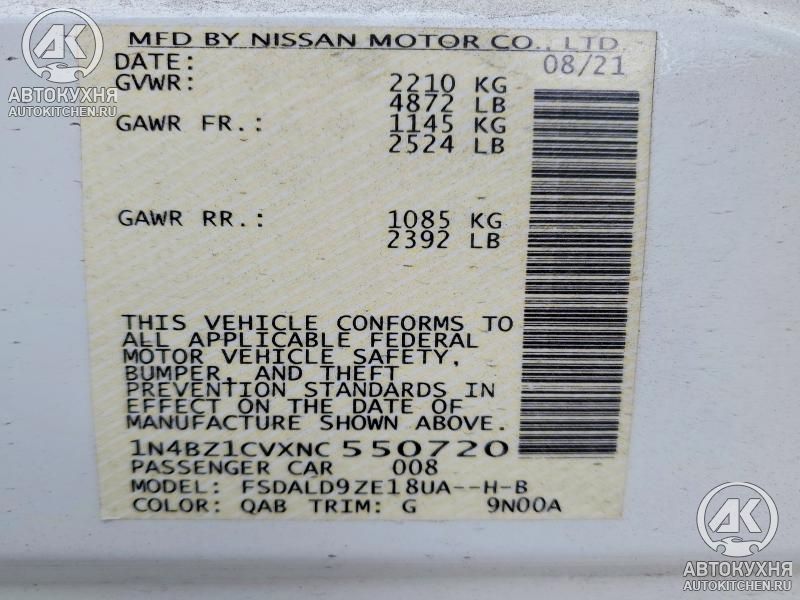 MFD BY NISSAN MOTOR CO., LTD
DATE: 08/21
GVWR: 2210 KG
4872 LB
GAWR FR.: 1145 KG
2524 LB
GAWR RR.: 1085 KG
2392 LB
THIS VEHICLE CONFORMS TO
ALL APPLICABLE FEDERAL
MOTOR VEHICLE SAFETY,
BUMPER, AND THEFT
PREVENTION STANDARDS IN
EFFECT ON THE DATE OF
MANUFACTURE SHOWN ABOVE.
1N4BZ1CVXNC 550720
PASSENGER CAR 008
MODEL: FSDALD9ZE18UA--H-B
COLOR: QAB TRIM: G 9N00A
АК
АВТОКУХНЯ
AUTOKITCHEN.RU
АК
АВТОКУХНЯ
AUTOKITCHEN.RU